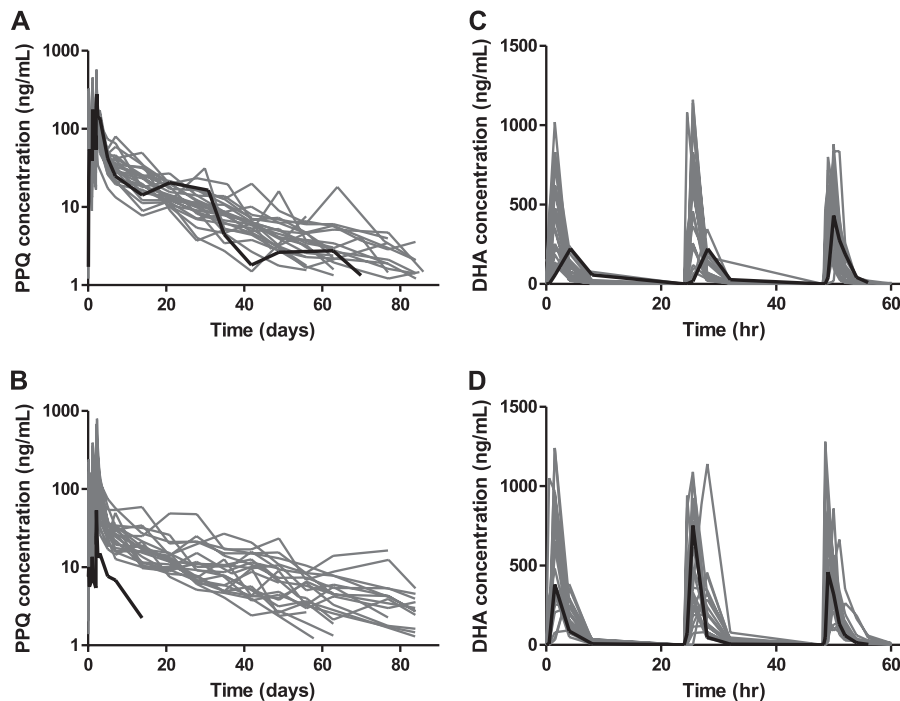 A
PPQ concentration (ng/mL)
1000
100
10
1
0 20 40 60 80
Time (days)
C
DHA concentration (ng/mL)
1500
1000
500
0
0 20 40 60
Time (hr)
B
PPQ concentration (ng/mL)
1000
100
10
1
0 20 40 60 80
Time (days)
D
DHA concentration (ng/mL)
1500
1000
500
0
0 20 40 60
Time (hr)